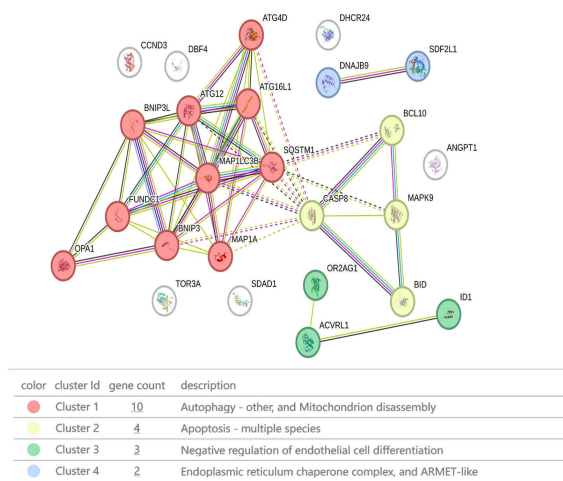 ATG4D
DHCR24
CCND3
DBF4
SDF2L1
DNAJB9
ATG12
ATG16L1
BNIP3L
BCL10
SQSTM1
ANGPT1
MAP1LC3B
FUNDC1
CASP8
MAPK9
BNIP3
MAP1A
OPA1
OR2AG1
TOR3A
SDAD1
BID
ID1
ACVRL1
color cluster Id gene count description
Cluster 1 10 Autophagy - other, and Mitochondrion disassembly
Cluster 2 4 Apoptosis - multiple species
Cluster 3 3 Negative regulation of endothelial cell differentiation
Cluster 4 2 Endoplasmic reticulum chaperone complex, and ARMET-like